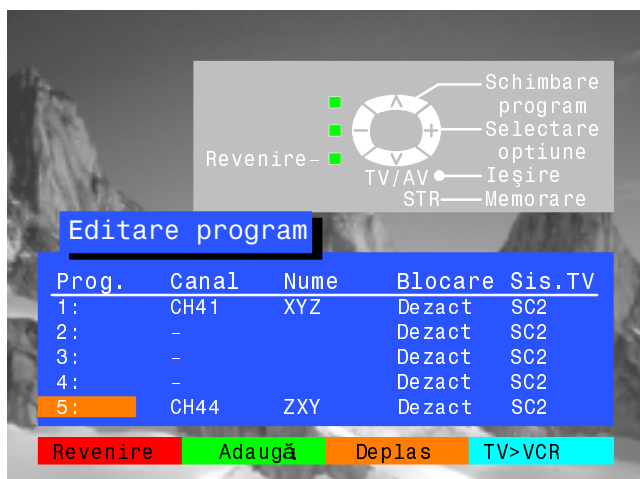 Schimbare
program
Selectare
optiune
Revenire
TV/AV Ieşire
STR Memorare
Editare program
Prog. Canal Nume Blocare Sis.TV
1: CH41 XYZ Dezact SC2
2: – Dezact SC2
3: – Dezact SC2
4: – Dezact SC2
5: CH44 ZXY Dezact SC2
Revenire Adaugă Deplas TV>VCR